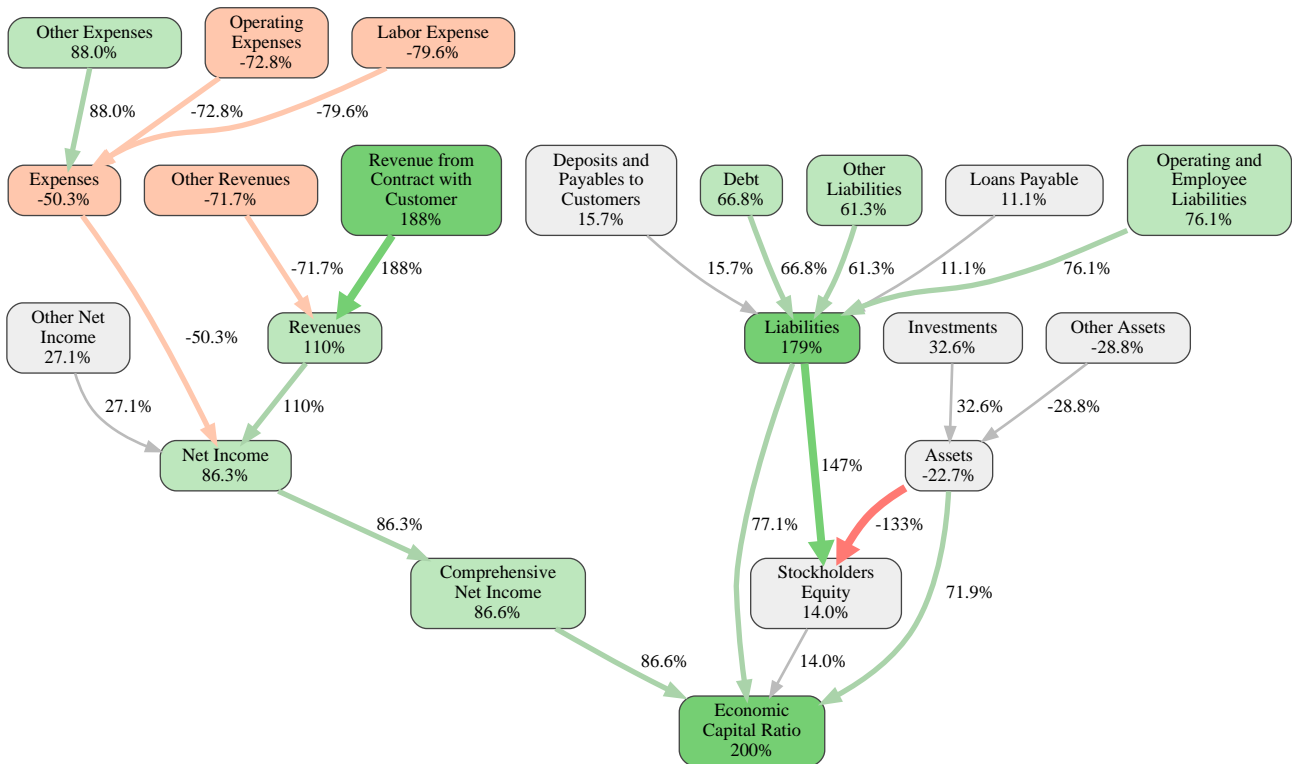 Other Expenses
88.0%
Operating
Expenses
-72.8%
Labor Expense
-79.6%
88.0%
-72.8%
-79.6%
Expenses
-50.3%
Other Revenues
-71.7%
Revenue from
Contract with
Customer
188%
Deposits and
Payables to
Customers
15.7%
Debt
66.8%
Other
Liabilities
61.3%
Loans Payable
11.1%
Operating and
Employee
Liabilities
76.1%
-71.7%
188%
15.7%
66.8%
61.3%
11.1%
76.1%
Other Net
Income
27.1%
-50.3%
Revenues
110%
Liabilities
179%
Investments
32.6%
Other Assets
-28.8%
27.1%
110%
32.6%
-28.8%
Net Income
86.3%
147%
Assets
-22.7%
86.3%
77.1%
-133%
Comprehensive
Net Income
86.6%
Stockholders
Equity
14.0%
71.9%
86.6%
14.0%
Economic
Capital Ratio
200%